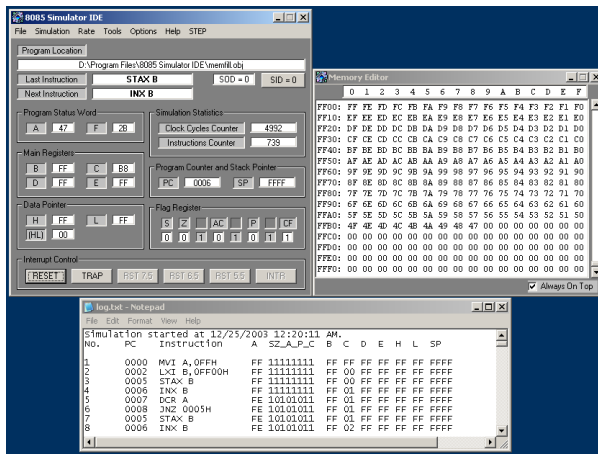 8085 Simulator IDE
File Simulation Rate Tools Options Help STEP
Program Location
D:\Program Files\8085 Simulator IDE\memfill.obj
Last Instruction STAX B SOD = 0 SID = 0
Next Instruction INX B
Program Status Word
A 47 F 2B
Simulation Statistics
Clock Cycles Counter 4992
Instructions Counter 739
Main Registers
B FF C B8
D FF E FF
Program Counter and Stack Pointer
PC 0006 SP FFFF
Data Pointer
H FF L FF
(HL) 00
Flag Register
S Z AC P CF
0 0 1 0 1 0 1 1
Interrupt Control
RESET TRAP RST 7.5 RST 6.5 RST 5.5 INTR
Memory Editor
0 1 2 3 4 5 6 7 8 9 A B C D E F
FF00: FF FE FD FC FB FA F9 F8 F7 F6 F5 F4 F3 F2 F1 F0
FF10: EF EE ED EC EB EA E9 E8 E7 E6 E5 E4 E3 E2 E1 E0
FF20: DF DE DD DC DB DA D9 D8 D7 D6 D5 D4 D3 D2 D1 D0
FF30: CF CE CD CC CB CA C9 C8 C7 C6 C5 C4 C3 C2 C1 C0
FF40: BF BE BD BC BB BA B9 B8 B7 B6 B5 B4 B3 B2 B1 B0
FF50: AF AE AD AC AB AA A9 A8 A7 A6 A5 A4 A3 A2 A1 A0
FF60: 9F 9E 9D 9C 9B 9A 99 98 97 96 95 94 93 92 91 90
FF70: 8F 8E 8D 8C 8B 8A 89 88 87 86 85 84 83 82 81 80
FF80: 7F 7E 7D 7C 7B 7A 79 78 77 76 75 74 73 72 71 70
FF90: 6F 6E 6D 6C 6B 6A 69 68 67 66 65 64 63 62 61 60
FFA0: 5F 5E 5D 5C 5B 5A 59 58 57 56 55 54 53 52 51 50
FFB0: 4F 4E 4D 4C 4B 4A 49 48 47 00 00 00 00 00 00 00
FFC0: 00 00 00 00 00 00 00 00 00 00 00 00 00 00 00 00
FFD0: 00 00 00 00 00 00 00 00 00 00 00 00 00 00 00 00
FFE0: 00 00 00 00 00 00 00 00 00 00 00 00 00 00 00 00
FFF0: 00 00 00 00 00 00 00 00 00 00 00 00 00 00 00 00
Always On Top
log.txt - Notepad
File Edit Format View Help
Simulation started at 12/25/2003 12:20:11 AM.
No. PC Instruction A SZ_A_P_C B C D E H L SP
1 0000 MVI A,0FFH FF 11111111 FF FF FF FF FF FF FFFF
2 0002 LXI B,0FF00H FF 11111111 FF 00 FF FF FF FF FFFF
3 0005 STAX B FF 11111111 FF 00 FF FF FF FF FFFF
4 0006 INX B FF 11111111 FF 01 FF FF FF FF FFFF
5 0007 DCR A FE 10101011 FF 01 FF FF FF FF FFFF
6 0008 JNZ 0005H FE 10101011 FF 01 FF FF FF FF FFFF
7 0005 STAX B FE 10101011 FF 01 FF FF FF FF FFFF
8 0006 INX B FE 10101011 FF 02 FF FF FF FF FFFF